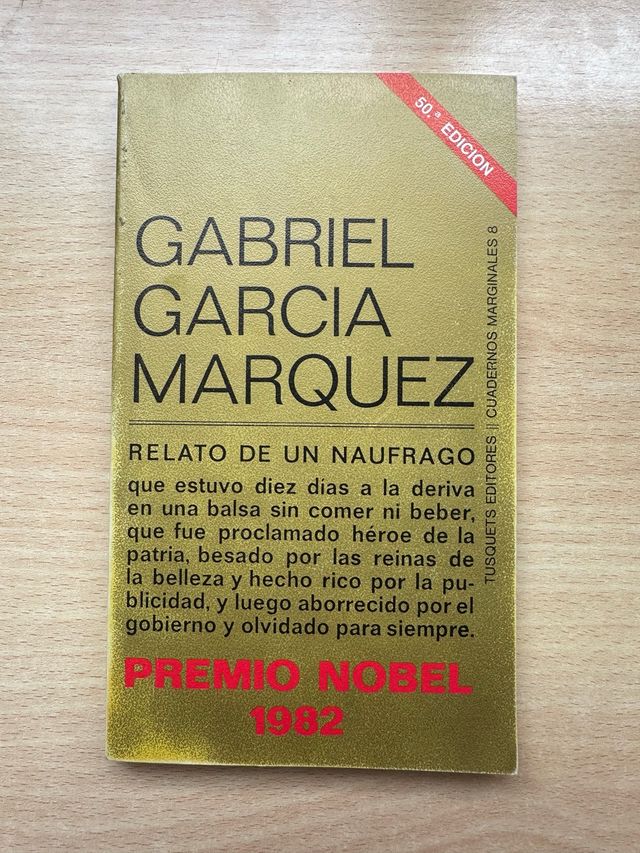 50.ª EDICION
GABRIEL
GARCIA
MARQUEZ
RELATO DE UN NAUFRAGO
que estuvo diez dias a la deriva
en una balsa sin comer ni beber,
que fue proclamado héroe de la
patria, besado por las reinas de
la belleza y hecho rico por la pu-
blicidad, y luego aborrecido por el
gobierno y olvidado para siempre.
PREMIO NOBEL
1982
TUSQUETS EDITORES || CUADERNOS MARGINALES 8